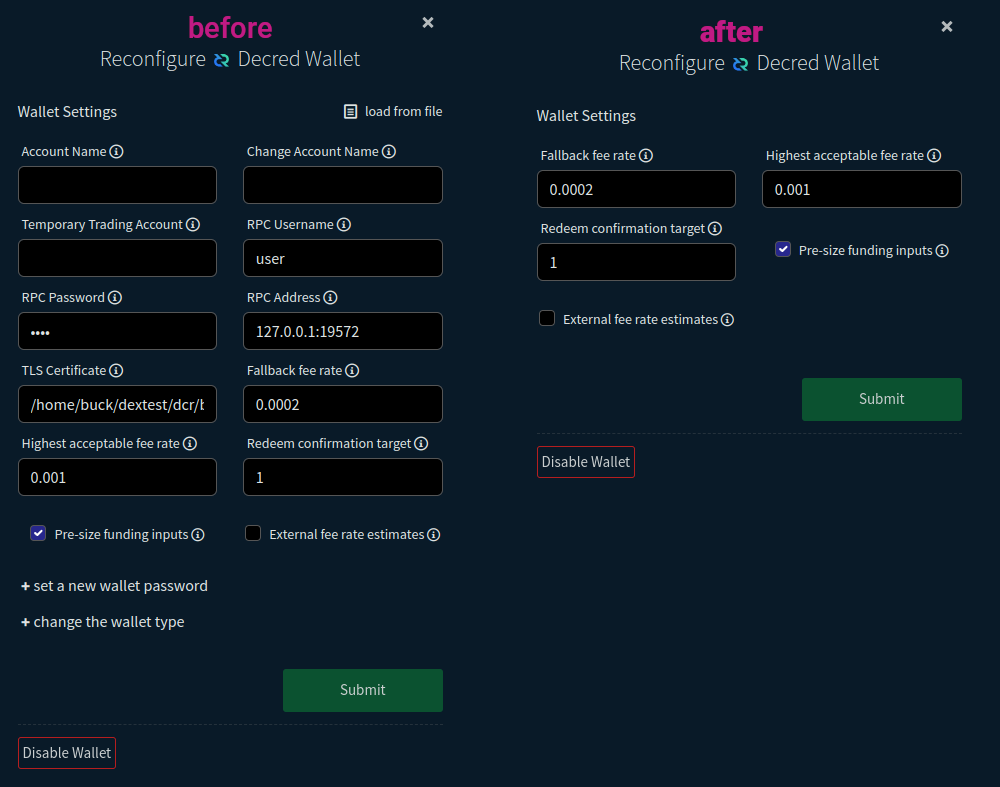 before
Reconfigure Decred Wallet
Wallet Settings load from file
Account Name Change Account Name
Temporary Trading Account RPC Username
user
RPC Password RPC Address
•••• 127.0.0.1:19572
TLS Certificate Fallback fee rate
/home/buck/dextest/dcr/b 0.0002
Highest acceptable fee rate Redeem confirmation target
0.001 1
Pre-size funding inputs External fee rate estimates
+ set a new wallet password
+ change the wallet type
Submit
Disable Wallet
after
Reconfigure Decred Wallet
Wallet Settings
Fallback fee rate Highest acceptable fee rate
0.0002 0.001
Redeem confirmation target
1 Pre-size funding inputs
External fee rate estimates
Submit
Disable Wallet